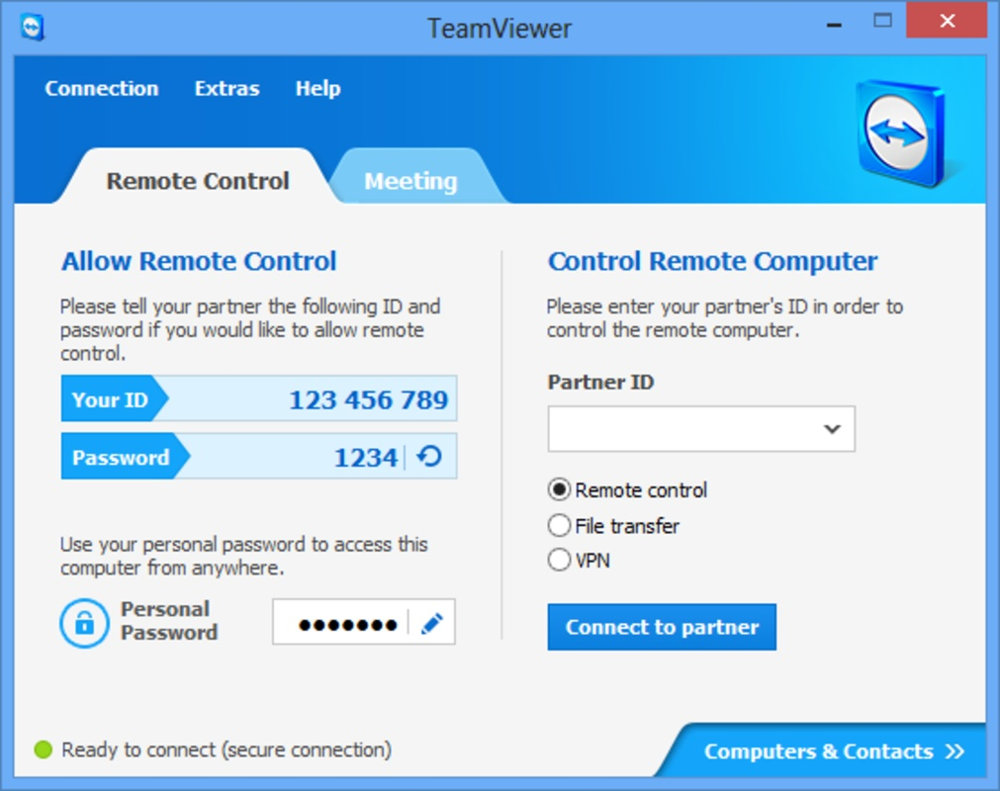 TeamViewer
Connection Extras Help
Remote Control Meeting
Allow Remote Control
Please tell your partner the following ID and
password if you would like to allow remote
control.
Your ID 123 456 789
Password 1234
Use your personal password to access this
computer from anywhere.
Personal
Password
Control Remote Computer
Please enter your partner's ID in order to
control the remote computer.
Partner ID
Remote control
File transfer
VPN
Connect to partner
Ready to connect (secure connection)
Computers & Contacts >>